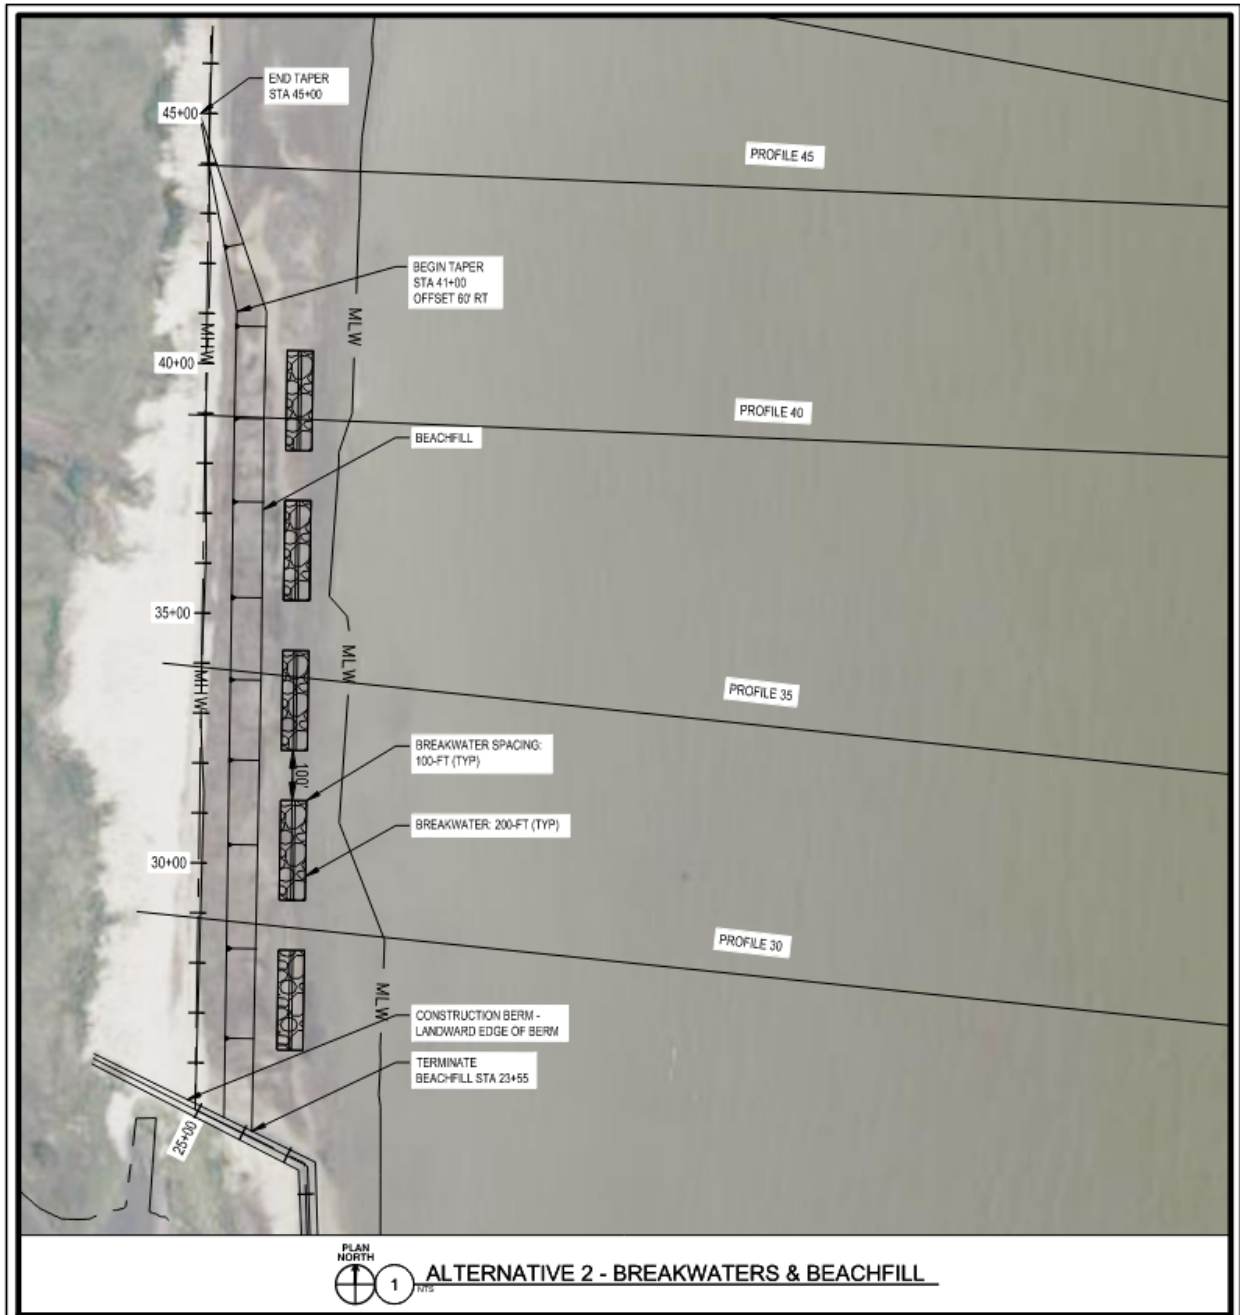 END TAPER
STA 45+00
45+00
PROFILE 45
BEGIN TAPER
STA 41+00
OFFSET 60' RT
MLW
MHW
40+00
PROFILE 40
BEACHFILL
35+00
MLW
MHW
PROFILE 35
BREAKWATER SPACING:
100-FT (TYP)
100'
BREAKWATER: 200-FT (TYP)
30+00
PROFILE 30
MLW
CONSTRUCTION BERM -
LANDWARD EDGE OF BERM
TERMINATE
BEACHFILL STA 23+55
25+00
PLAN
NORTH
1
ALTERNATIVE 2 - BREAKWATERS & BEACHFILL
NTS